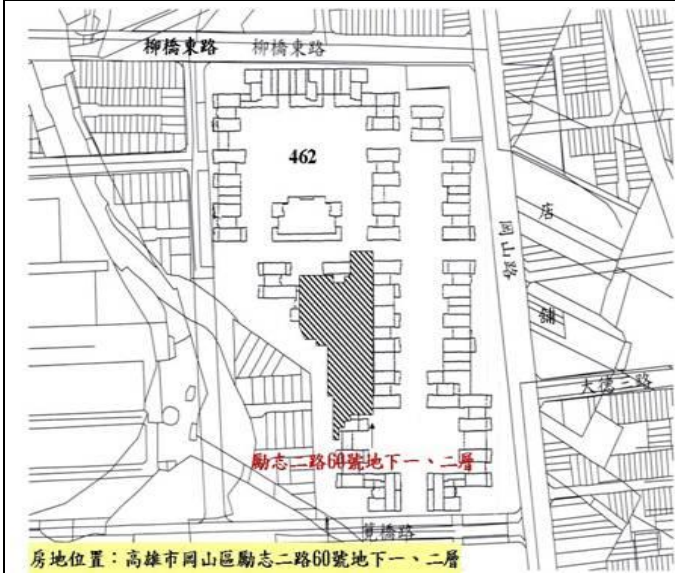 柳橋東路 柳橋東路
462
店
岡山路
舖
大德二路
勵志二路60號地下一、二層
筧橋路
房地位置：高雄市岡山區勵志二路60號地下一、二層